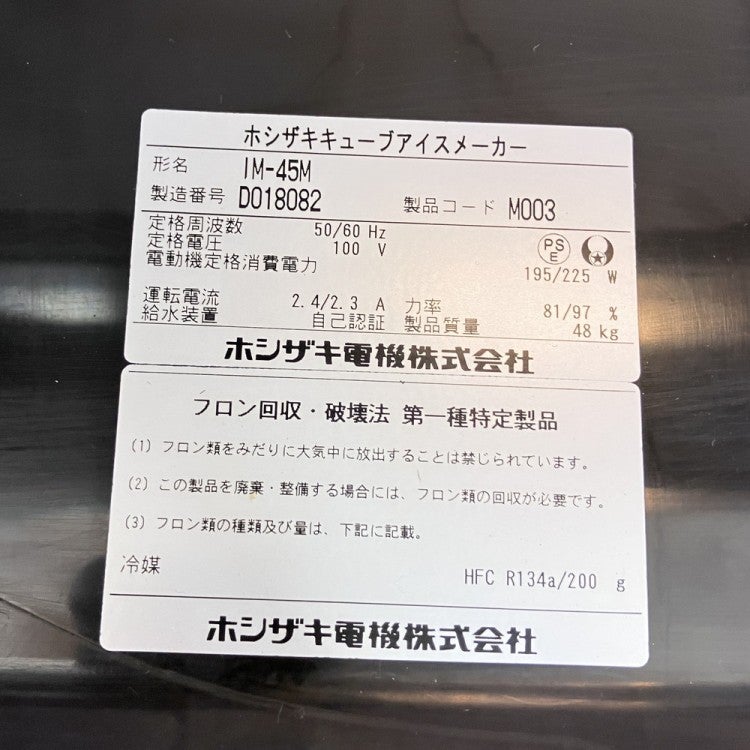 ホシザキキューブアイスメーカー
形名 IM-45M
製造番号 D018082 製品コード M003
定格周波数 50/60 Hz
定格電圧 100 V
電動機定格消費電力 195/225 W
PS
E
運転電流 2.4/2.3 A 力率 81/97 %
給水装置 自己認証 製品質量 48 kg
ホシザキ電機株式会社
フロン回収・破壊法 第一種特定製品
(1) フロン類をみだりに大気中に放出することは禁じられています。
(2) この製品を廃棄・整備する場合には、フロン類の回収が必要です。
(3) フロン類の種類及び量は、下記に記載。
冷媒 HFC R134a/200 g
ホシザキ電機株式会社